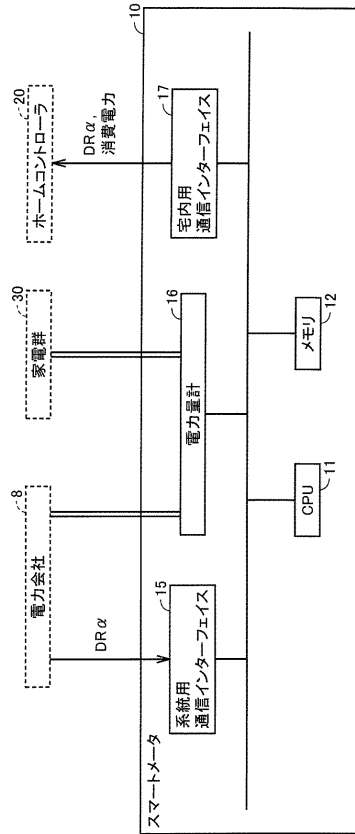 電力会社
8
家電群
30
ホームコントローラ
20
DRα
DRα,
消費電力
スマートメータ
10
系統用
通信インターフェイス
15
電力量計
16
宅内用
通信インターフェイス
17
CPU
11
メモリ
12